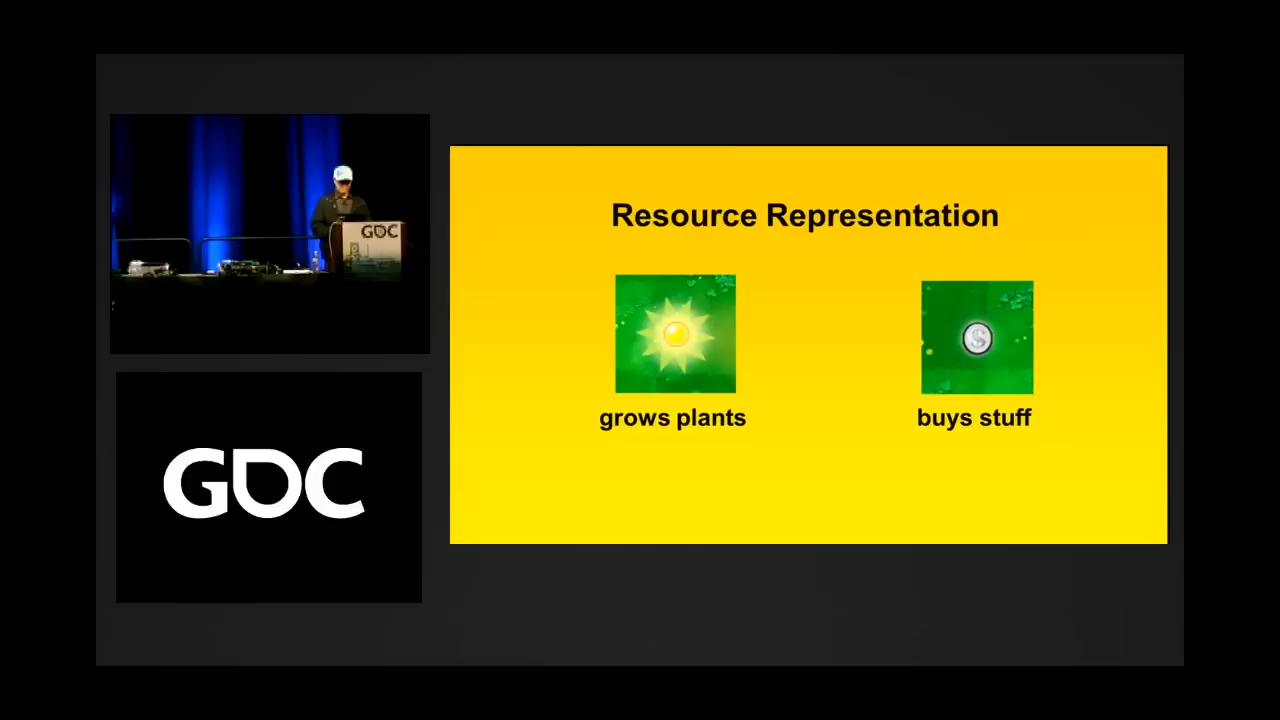 GDC
Resource Representation
$
grows plants
buys stuff
GDC